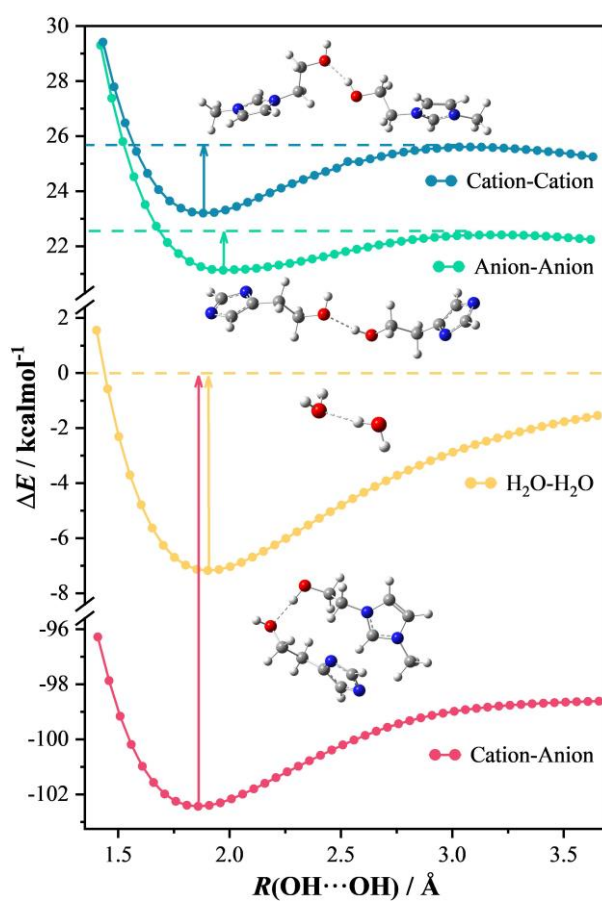 30
28
26
24
22
2
0
-2
-4
-6
-8
-96
-98
-100
-102
ΔE / kcalmol⁻¹
Cation-Cation
Anion-Anion
H₂O-H₂O
Cation-Anion
1.5 2.0 2.5 3.0 3.5
R(OH···OH) / Å